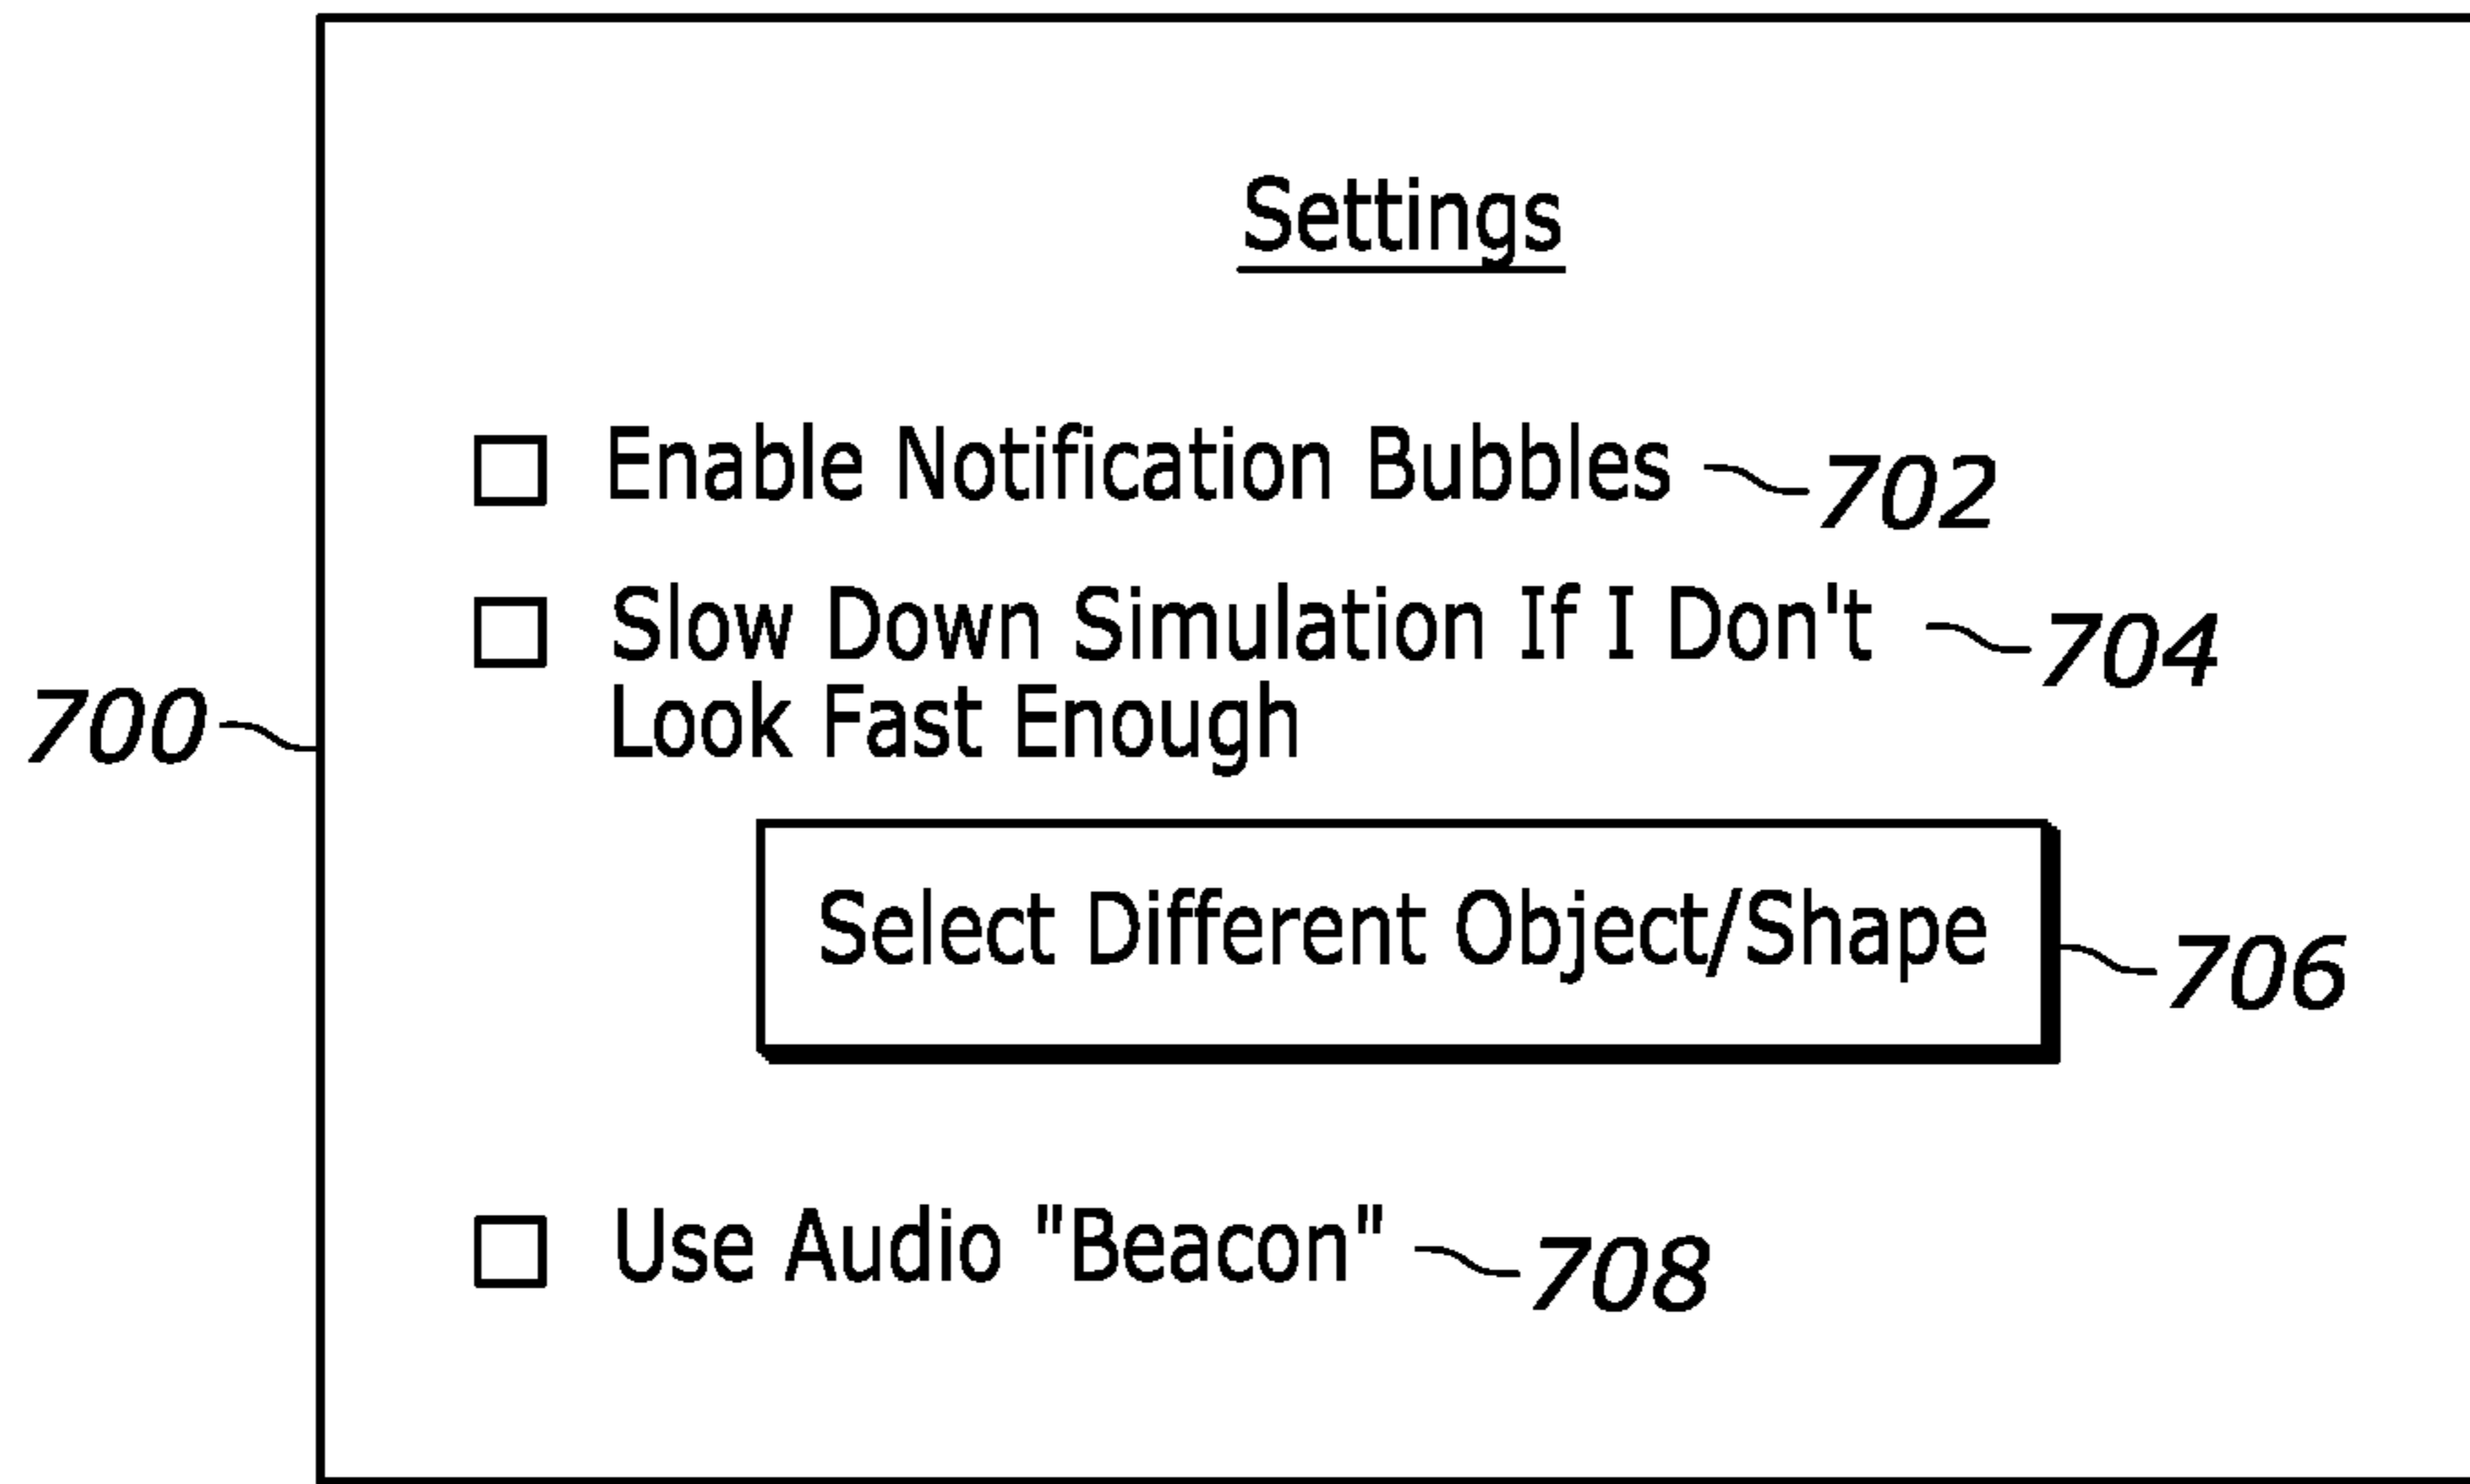 Settings
Enable Notification Bubbles 702
Slow Down Simulation If I Don't 704
Look Fast Enough
700
Select Different Object/Shape 706
Use Audio "Beacon" 708